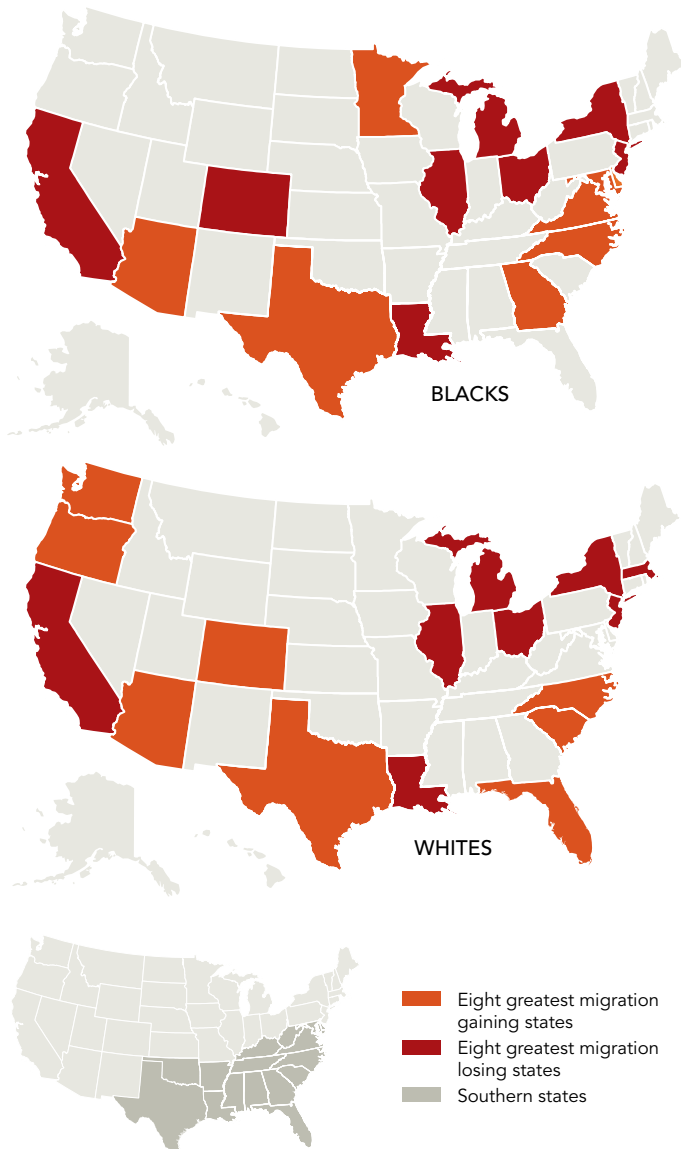 BLACKS
WHITES
Eight greatest migration
gaining states
Eight greatest migration
losing states
Southern states